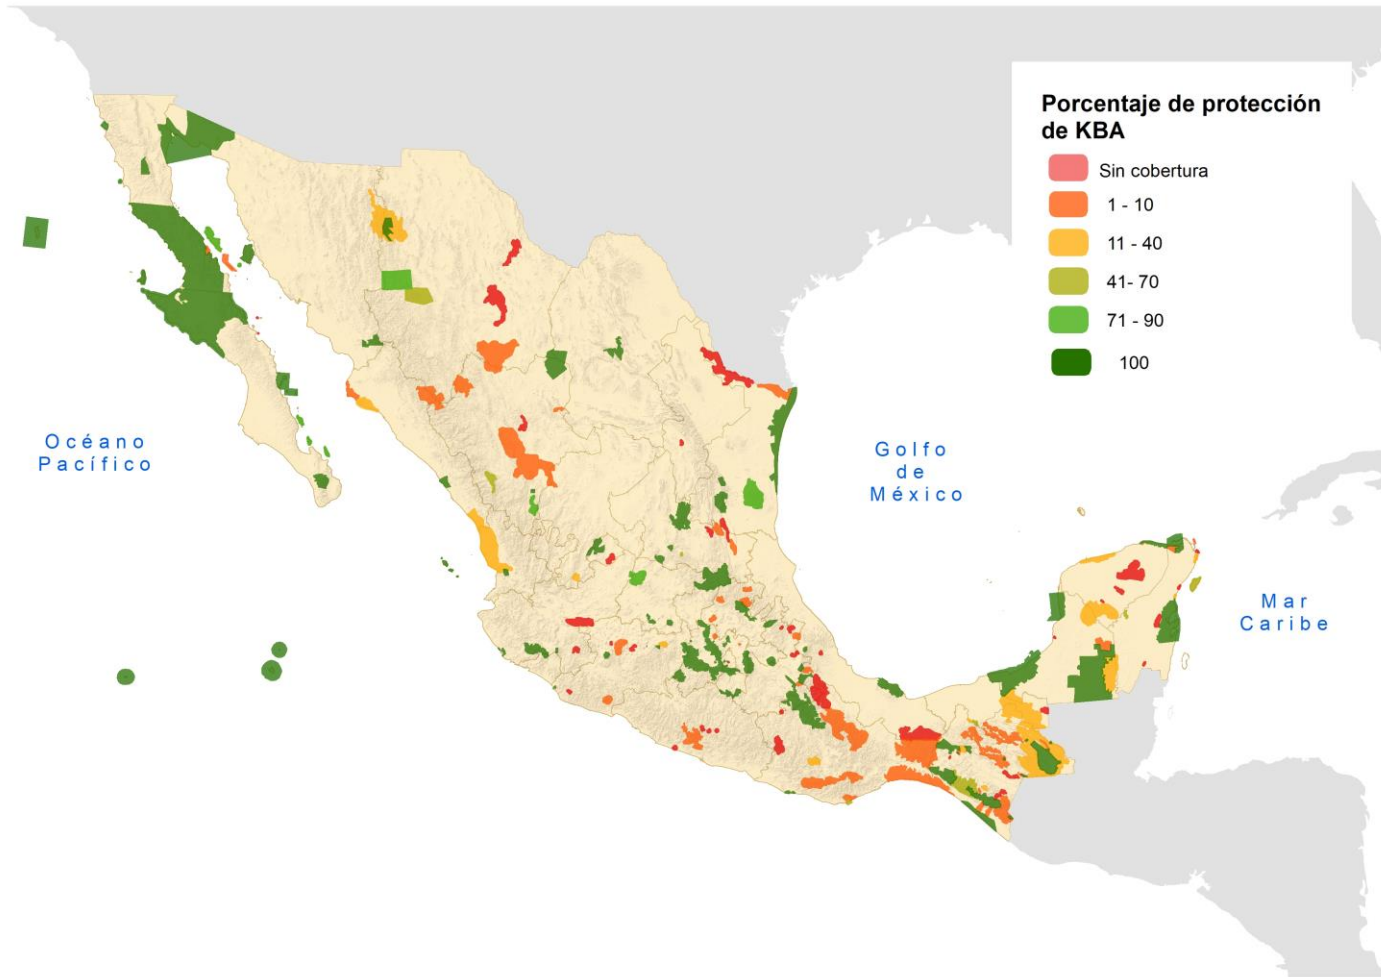 Porcentaje de protección
de KBA
Sin cobertura
1 - 10
11 - 40
41- 70
71 - 90
100
Océano
Pacífico
Golfo
de
México
Mar
Caribe